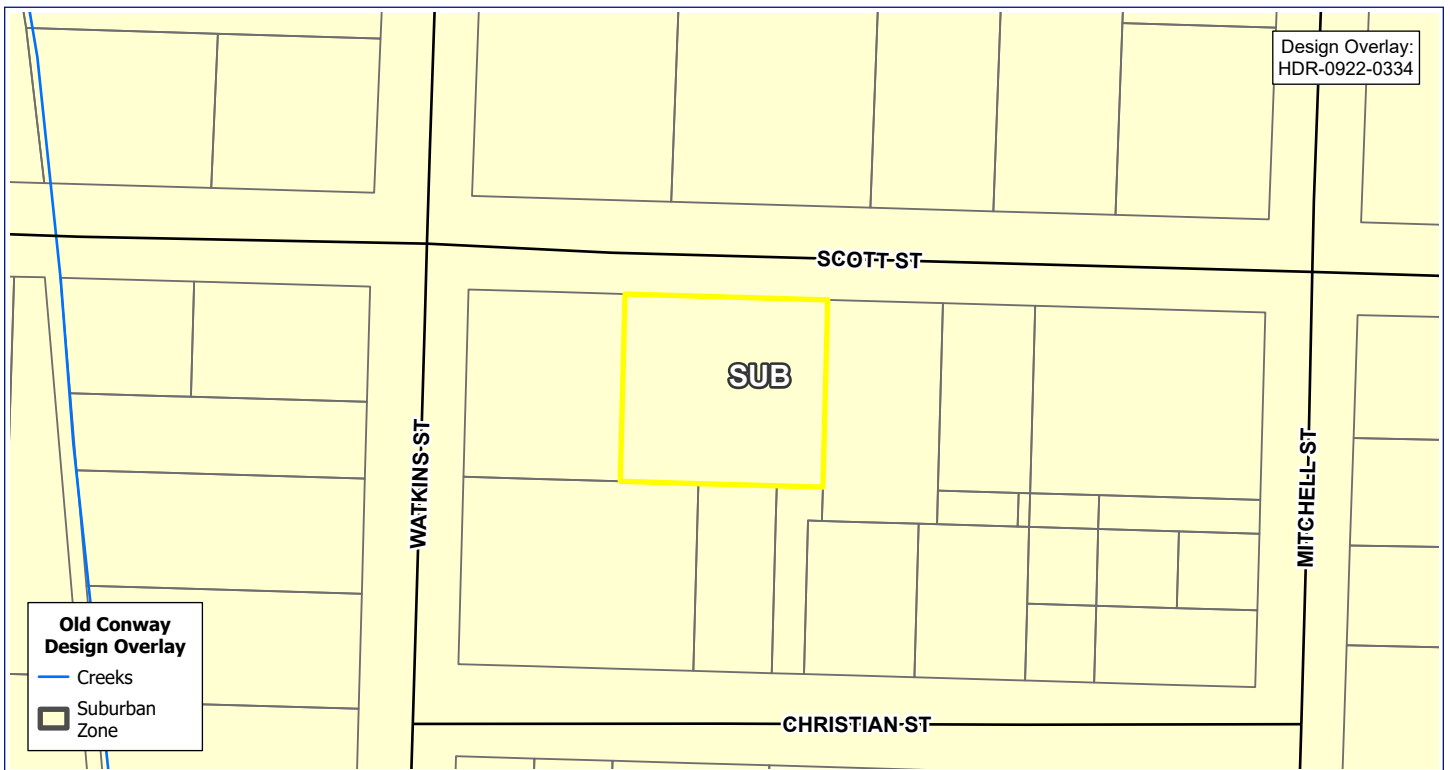 Design Overlay:
HDR-0922-0334
SCOTT ST
SUB
WATKINS ST
MITCHELL ST
Old Conway
Design Overlay
Creeks
Suburban
Zone
CHRISTIAN ST